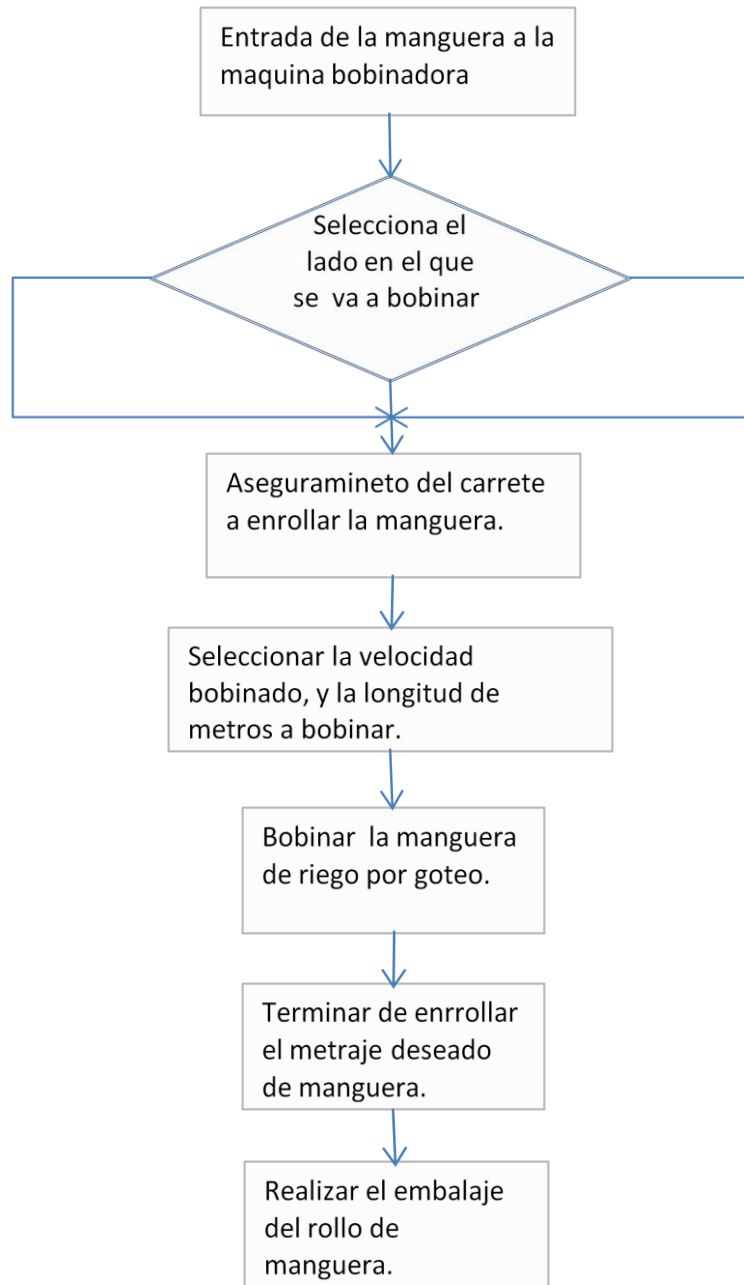 Entrada de la manguera a la
maquina bobinadora
Selecciona el
lado en el que
se va a bobinar
Aseguramineto del carrete
a enrollar la manguera.
Seleccionar la velocidad
bobinado, y la longitud de
metros a bobinar.
Bobinar la manguera
de riego por goteo.
Terminar de enrrollar
el metraje deseado
de manguera.
Realizar el embalaje
del rollo de
manguera.